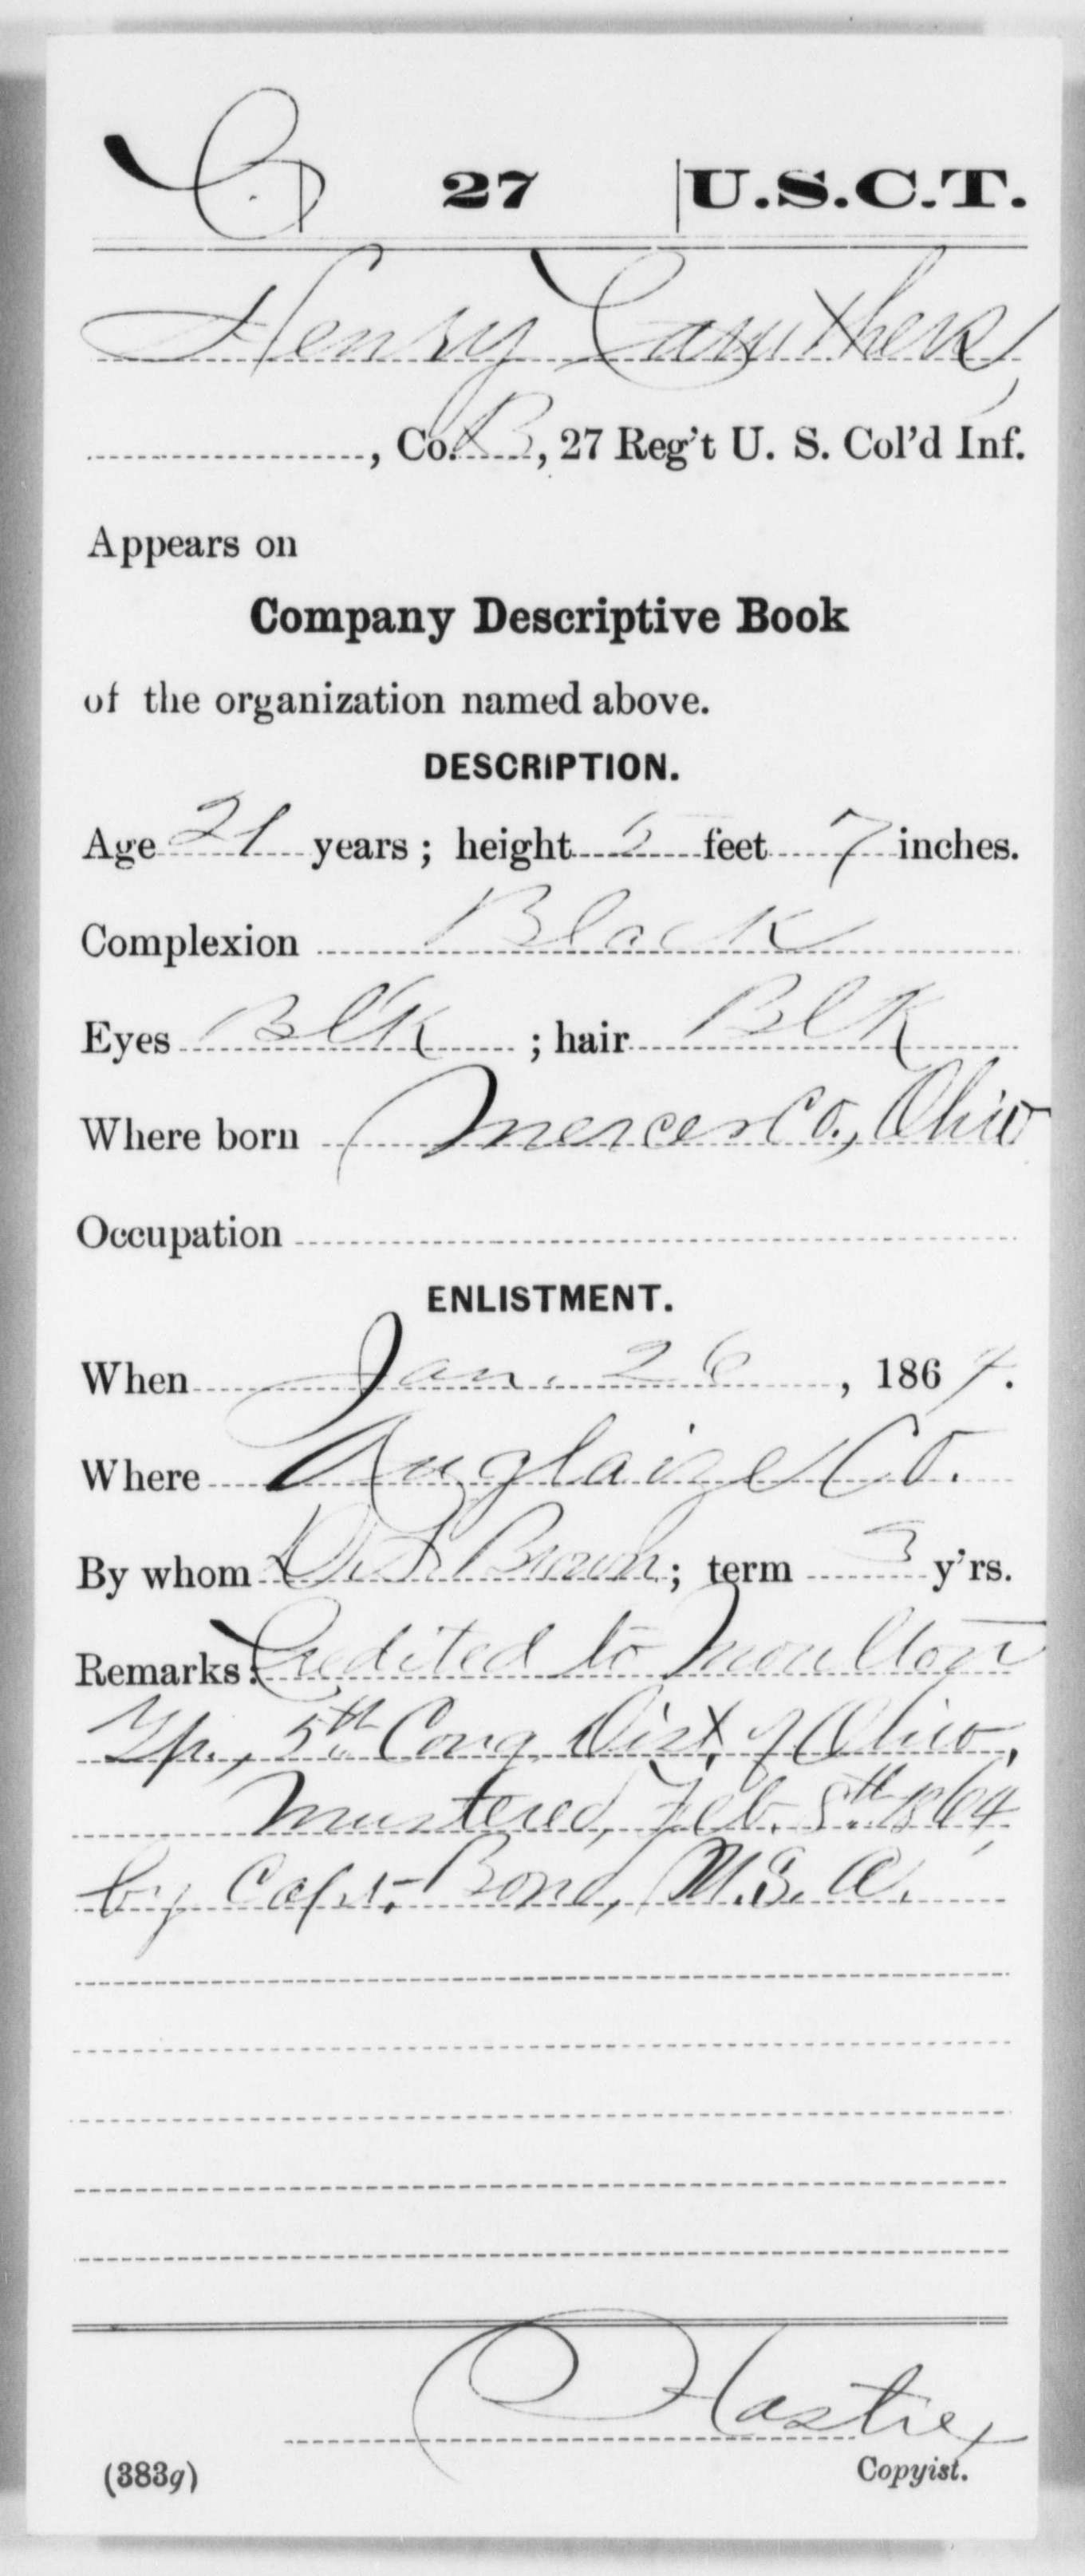 C | 27 | U.S.C.T.
Henry Caruthers,
, Co. B, 27 Reg't U. S. Col'd Inf.
Appears on
Company Descriptive Book
of the organization named above.
DESCRIPTION.
Age 21 years; height 5 feet 7 inches.
Complexion Black
Eyes Blk ; hair Blk
Where born Mercer Co., Ohio
Occupation
ENLISTMENT.
When Jan. 26, 1864.
Where Auglaize Co.
By whom Brown; term 3 y'rs.
Remarks: Credited to Moulton
Tp., 5th Cong. Dist. of Ohio,
Mustered, Feb. 8th 1864,
by Capt. Bond, U.S.A.
Hastie
(383g) Copyist.